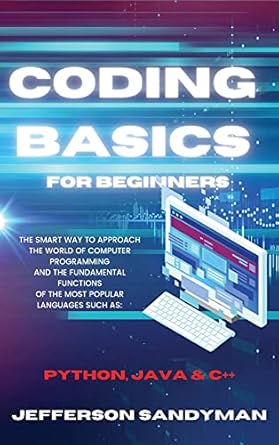 CODING
BASICS
FOR BEGINNERS
THE SMART WAY TO APPROACH
THE WORLD OF COMPUTER
PROGRAMMING
AND THE FUNDAMENTAL
FUNCTIONS
OF THE MOST POPULAR
LANGUAGES SUCH AS:
PYTHON, JAVA & C++
JEFFERSON SANDYMAN